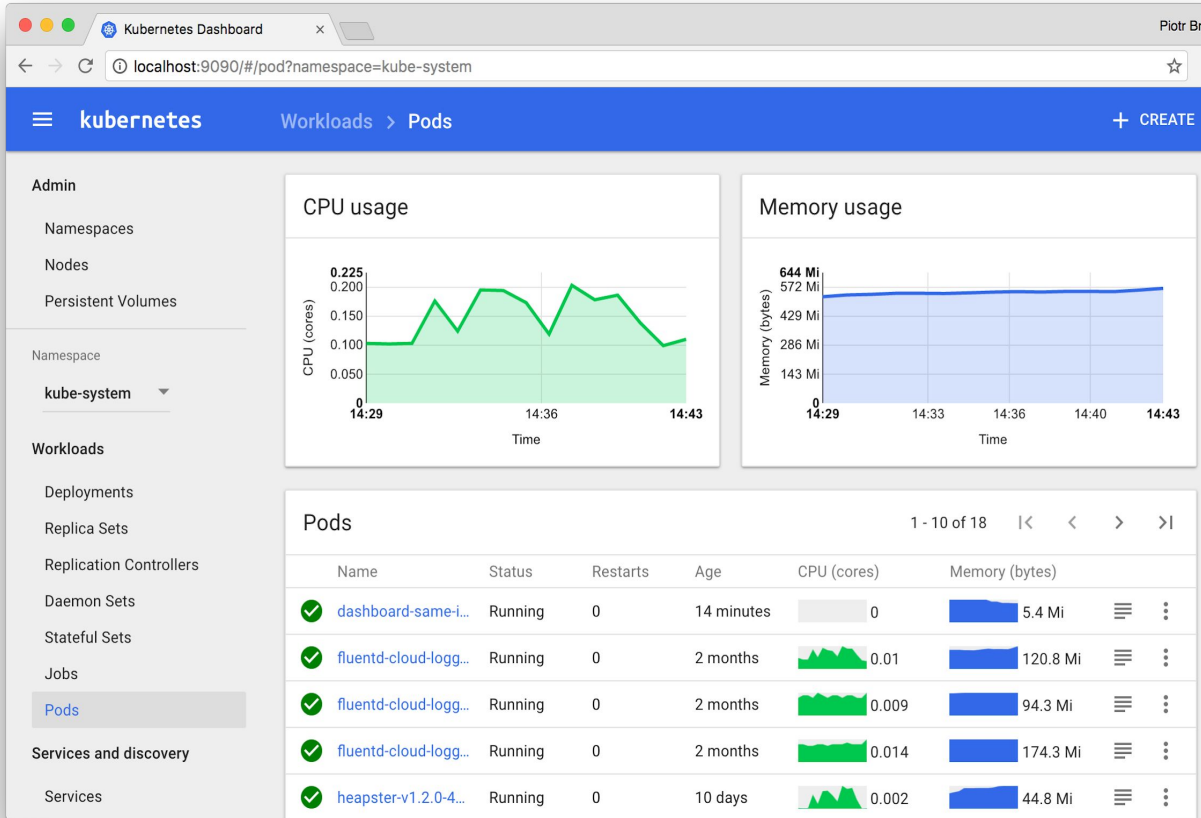 Kubernetes Dashboard
Piotr Br
localhost:9090/#/pod?namespace=kube-system
kubernetes
Workloads > Pods
+ CREATE
Admin
Namespaces
Nodes
Persistent Volumes
Namespace
kube-system
Workloads
Deployments
Replica Sets
Replication Controllers
Daemon Sets
Stateful Sets
Jobs
Pods
Services and discovery
Services
CPU usage
CPU (cores)
0.225
0.200
0.150
0.100
0.050
0
14:29 14:36 14:43
Time
Memory usage
Memory (bytes)
644 Mi
572 Mi
429 Mi
286 Mi
143 Mi
0
14:29 14:33 14:36 14:40 14:43
Time
Pods
1 - 10 of 18
Name Status Restarts Age CPU (cores) Memory (bytes)
dashboard-same-i... Running 0 14 minutes 0 5.4 Mi
fluentd-cloud-logg... Running 0 2 months 0.01 120.8 Mi
fluentd-cloud-logg... Running 0 2 months 0.009 94.3 Mi
fluentd-cloud-logg... Running 0 2 months 0.014 174.3 Mi
heapster-v1.2.0-4... Running 0 10 days 0.002 44.8 Mi